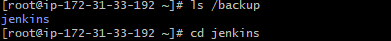 [root@ip-172-31-33-192 ~]# ls /backup
jenkins
[root@ip-172-31-33-192 ~]# cd jenkins